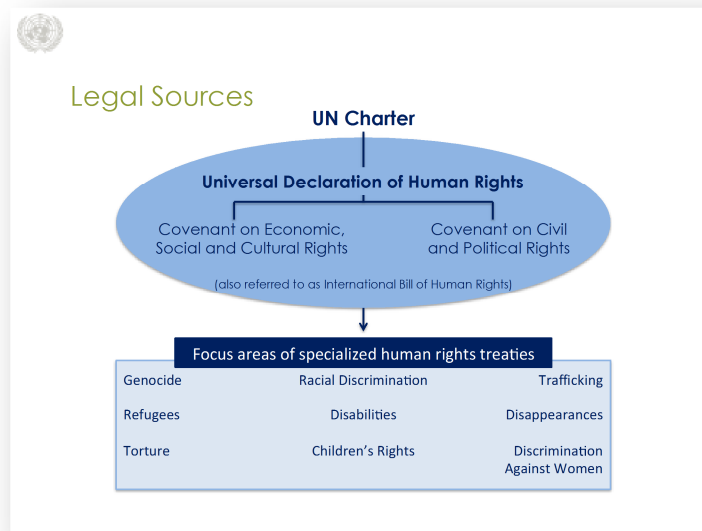 Legal Sources
UN Charter
Universal Declaration of Human Rights
Covenant on Economic,
Social and Cultural Rights
Covenant on Civil
and Political Rights
(also referred to as International Bill of Human Rights)
Focus areas of specialized human rights treaties
Genocide
Racial Discrimination
Trafficking
Refugees
Disabilities
Disappearances
Torture
Children's Rights
Discrimination
Against Women